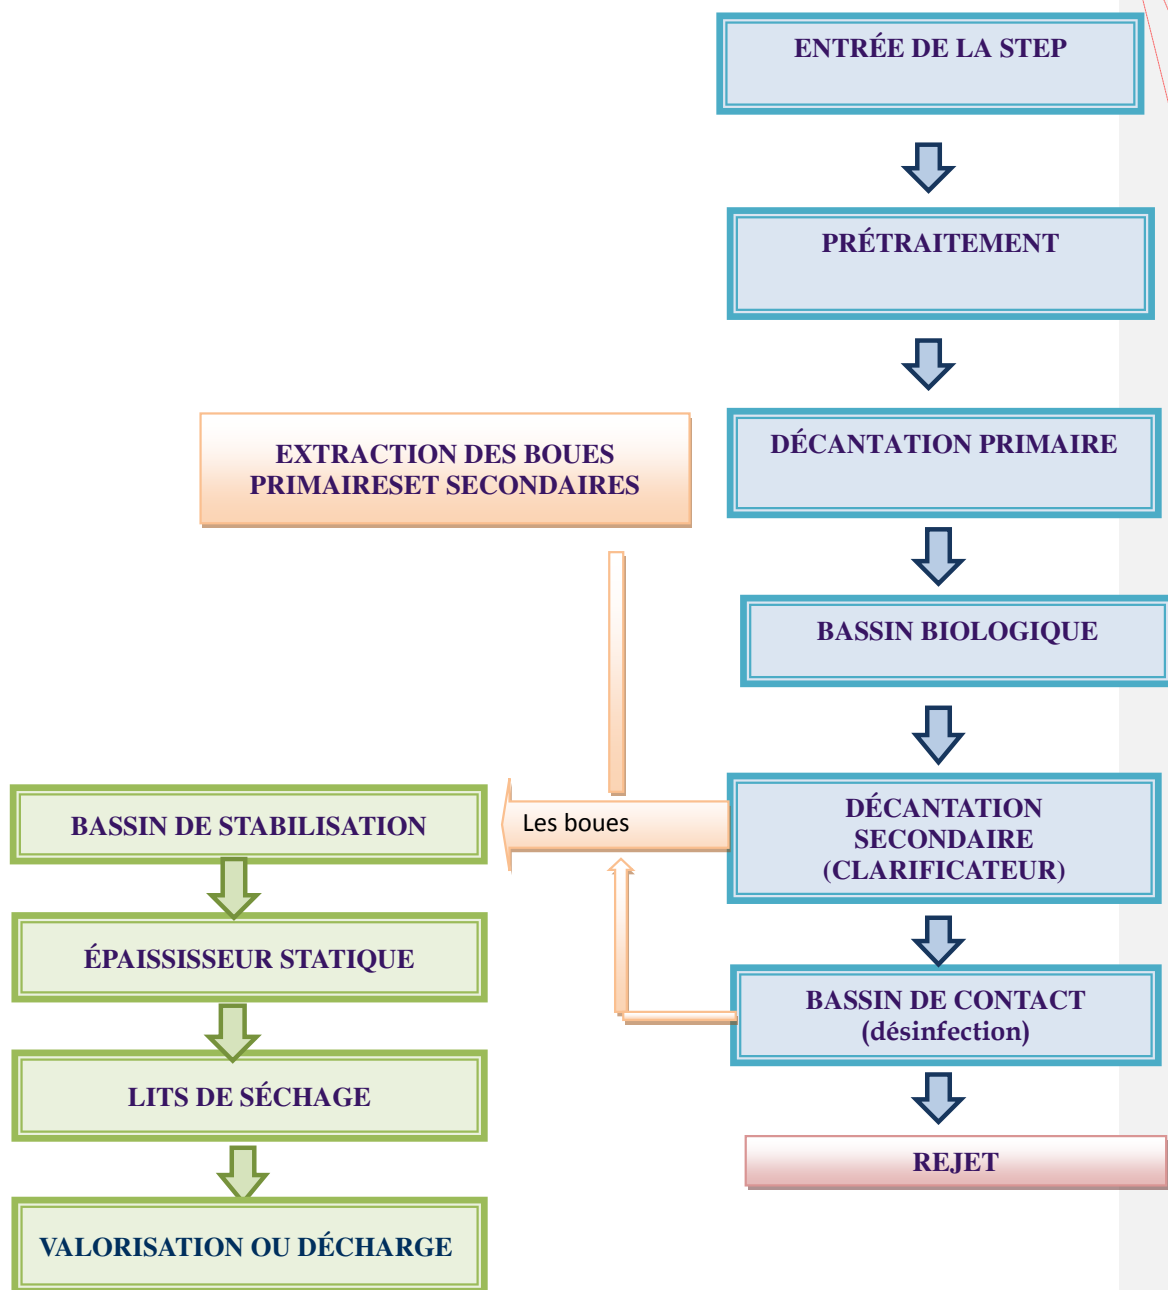 ENTRÉE DE LA STEP
PRÉTRAITEMENT
DÉCANTATION PRIMAIRE
EXTRACTION DES BOUES
PRIMAIRESET SECONDAIRES
BASSIN BIOLOGIQUE
DÉCANTATION
SECONDAIRE
(CLARIFICATEUR)
Les boues
BASSIN DE STABILISATION
ÉPAISSISSEUR STATIQUE
BASSIN DE CONTACT
(désinfection)
LITS DE SÉCHAGE
REJET
VALORISATION OU DÉCHARGE